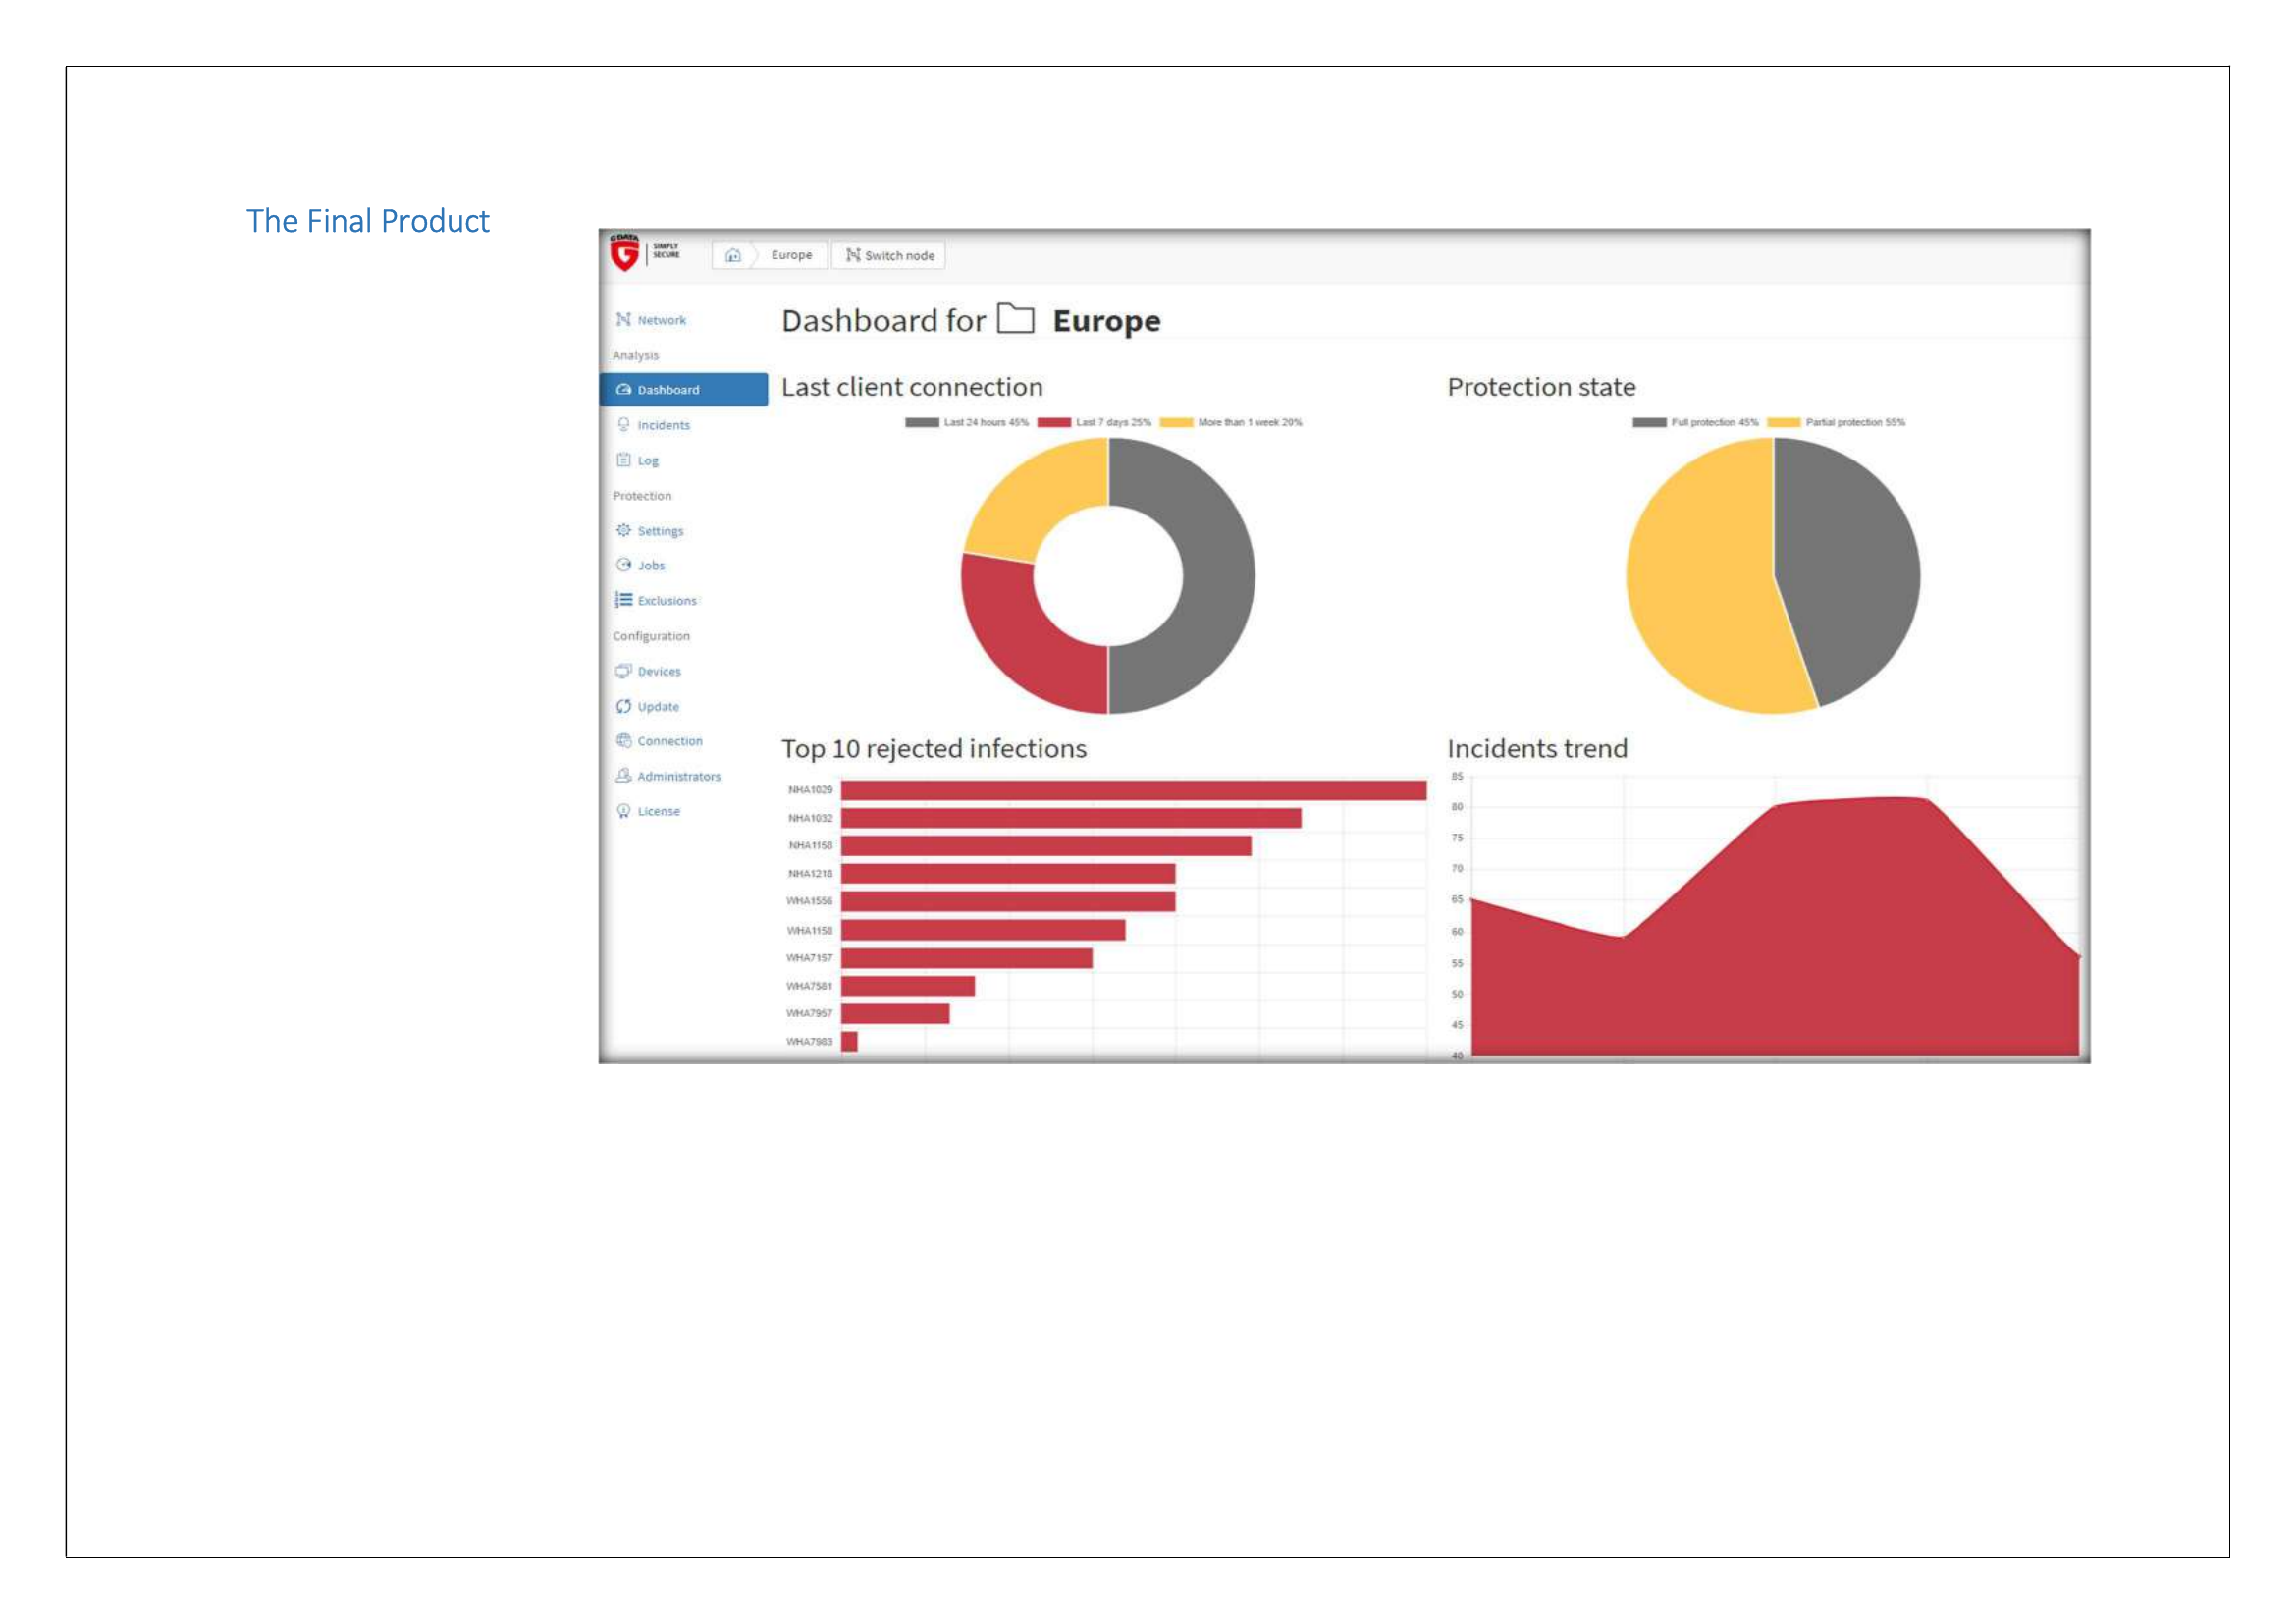 The Final Product
G DATA
SIMPLY
SECURE
Europe
Switch node
Network
Analysis
Dashboard
Incidents
Log
Protection
Settings
Jobs
Exclusions
Configuration
Devices
Update
Connection
Administrators
License
Dashboard for Europe
Last client connection
Last 24 hours 45% Last 7 days 25% More than 1 week 20%
Protection state
Full protection 45% Partial protection 55%
Top 10 rejected infections
NHA1029
NHA1032
NHA1158
NHA1218
WHA1556
WHA1158
WHA7157
WHA7581
WHA7957
WHA7983
Incidents trend
85
80
75
70
65
60
55
50
45
40